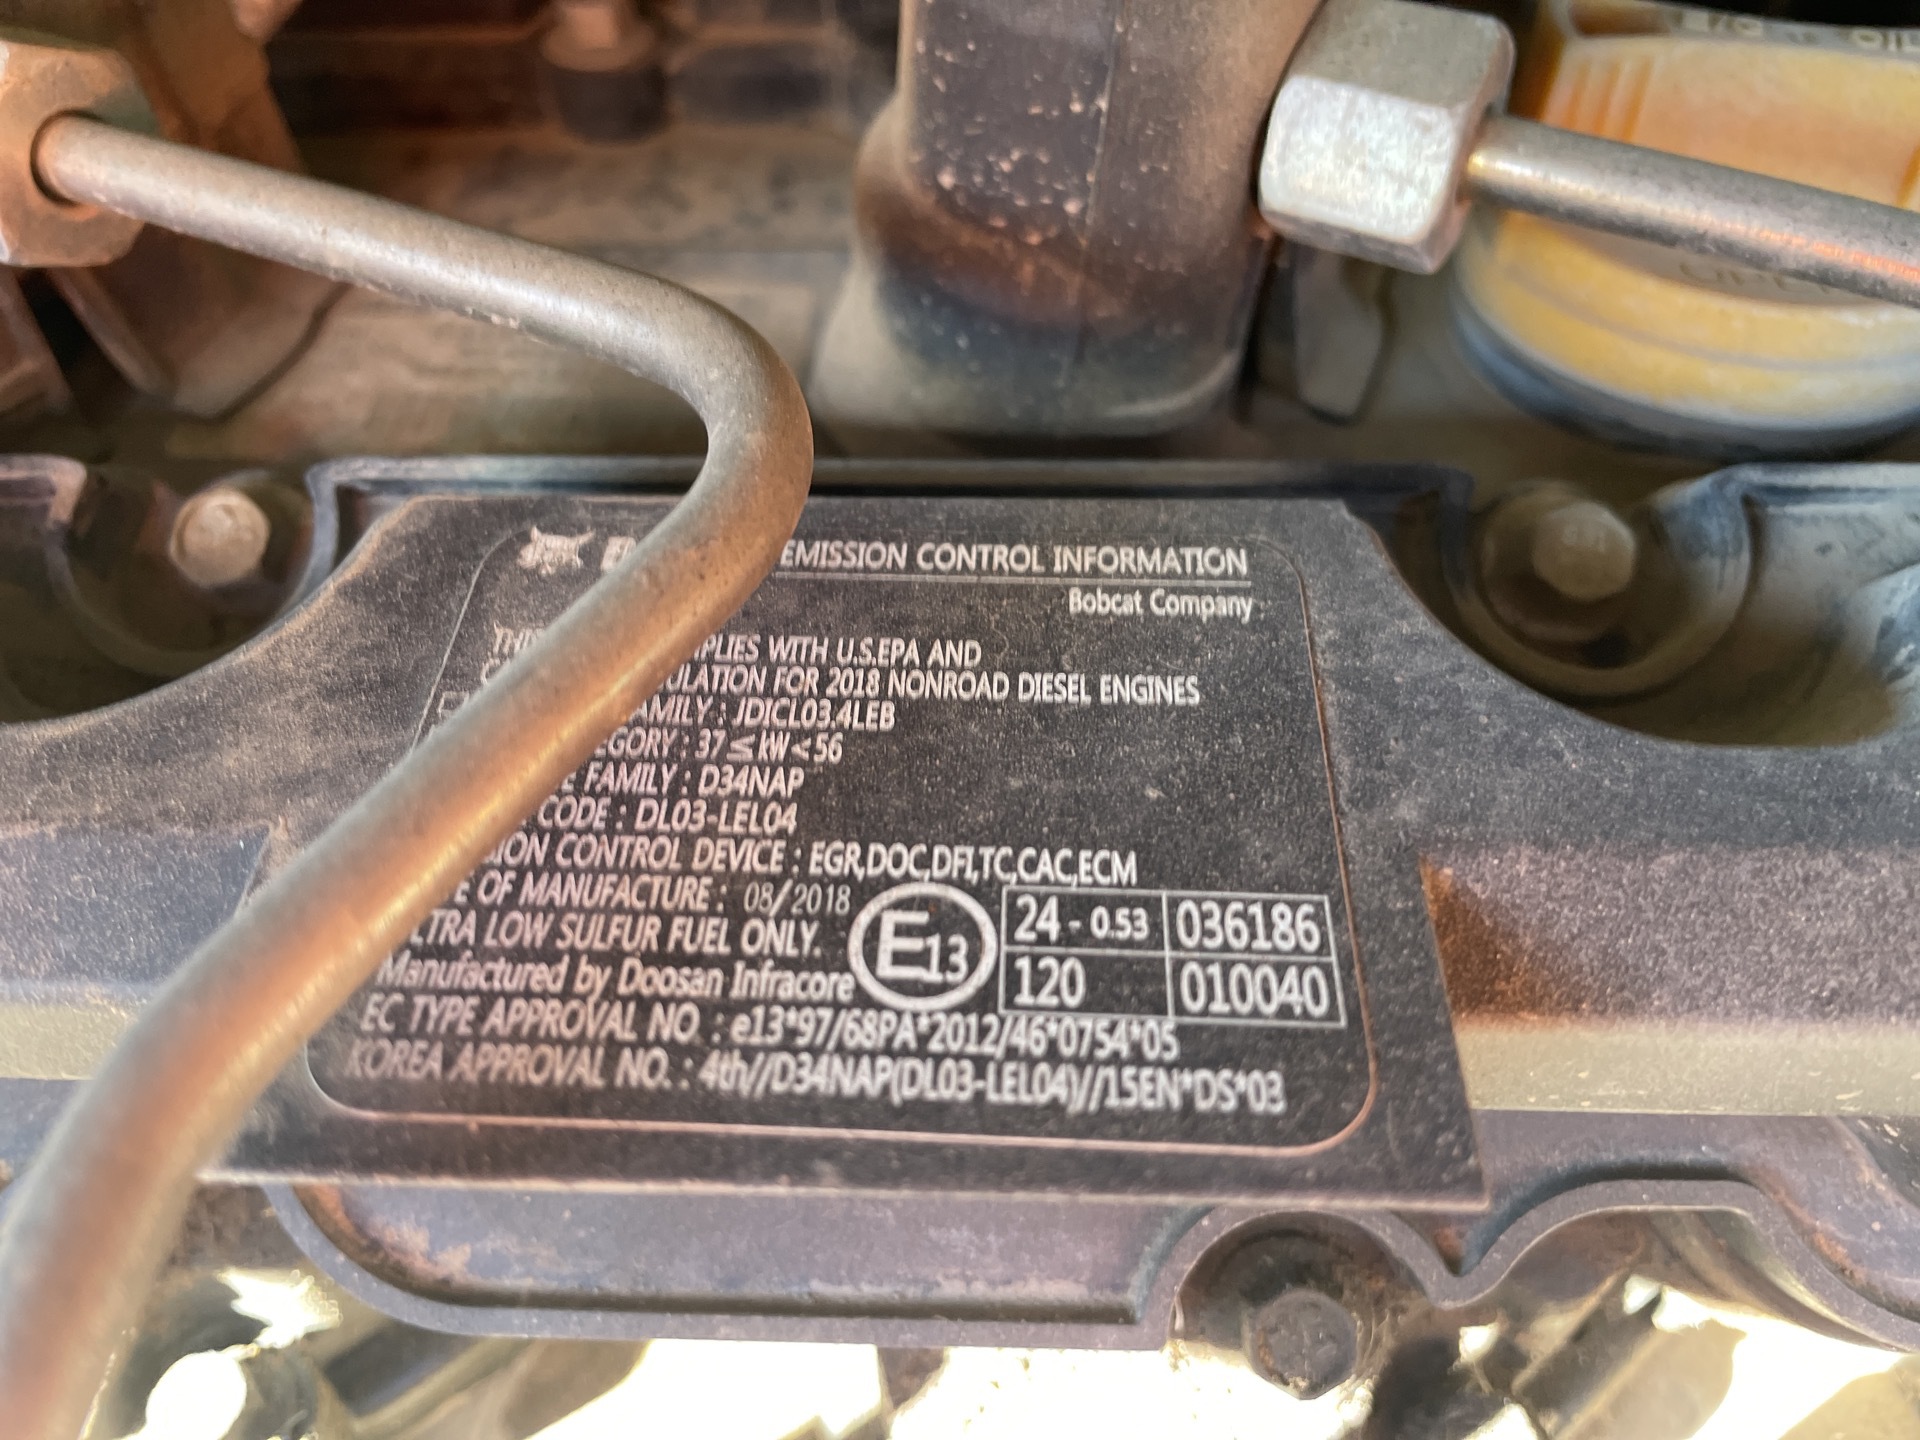 EMISSION CONTROL INFORMATION
Bobcat Company
PLIES WITH U.S.EPA AND
ULATION FOR 2018 NONROAD DIESEL ENGINES
AMILY : JDICL03.4LEB
EGORY : 37≤kW<56
E FAMILY : D34NAP
CODE : DL03-LEL04
ION CONTROL DEVICE : EGR,DOC,DFI,TC,CAC,ECM
E OF MANUFACTURE : 08/2018
LTRA LOW SULFUR FUEL ONLY.
Manufactured by Doosan Infracore
E13
24 - 0.53 036186
120 010040
EC TYPE APPROVAL NO. : e13*97/68PA*2012/46*0754*05
KOREA APPROVAL NO. : 4th//D34NAP(DL03-LEL04)//15EN*DS*03